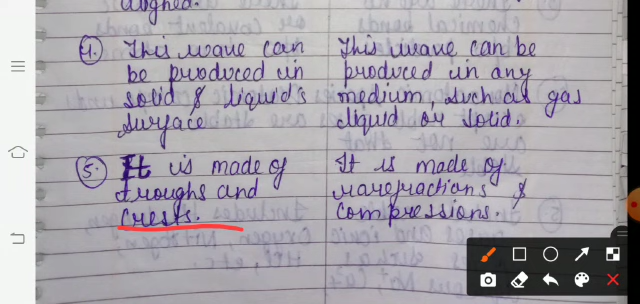 aligned.
4. This wave can This wave can be
be produced in produced in any
solid & liquid's medium, such as gas
surface liquid or solid.
5. It is made of It is made of
troughs and rarefractions &
crests. compressions.